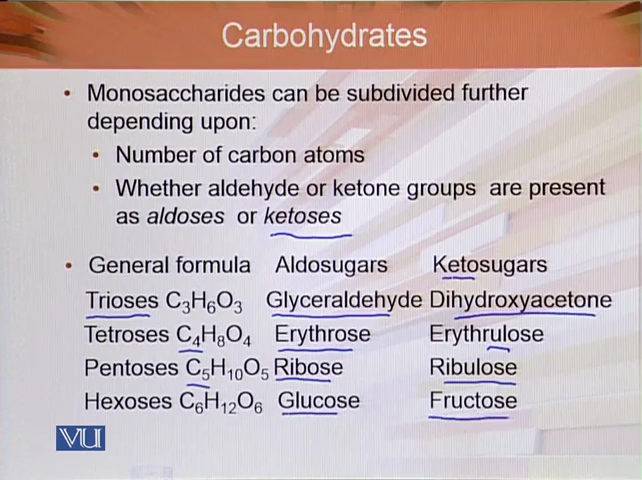 Carbohydrates
• Monosaccharides can be subdivided further
depending upon:
• Number of carbon atoms
• Whether aldehyde or ketone groups are present
as aldoses or ketoses
• General formula Aldosugars Ketosugars
Trioses C₃H₆O₃ Glyceraldehyde Dihydroxyacetone
Tetroses C₄H₈O₄ Erythrose Erythrulose
Pentoses C₅H₁₀O₅ Ribose Ribulose
Hexoses C₆H₁₂O₆ Glucose Fructose
VU